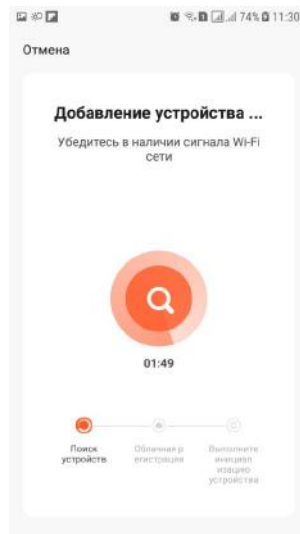 74% 11:30
Отмена
Добавление устройства ...
Убедитесь в наличии сигнала Wi-Fi
сети
01:49
Поиск
устройств
Облачная р
егистрация
Выполните
инициал
изацию
устройства